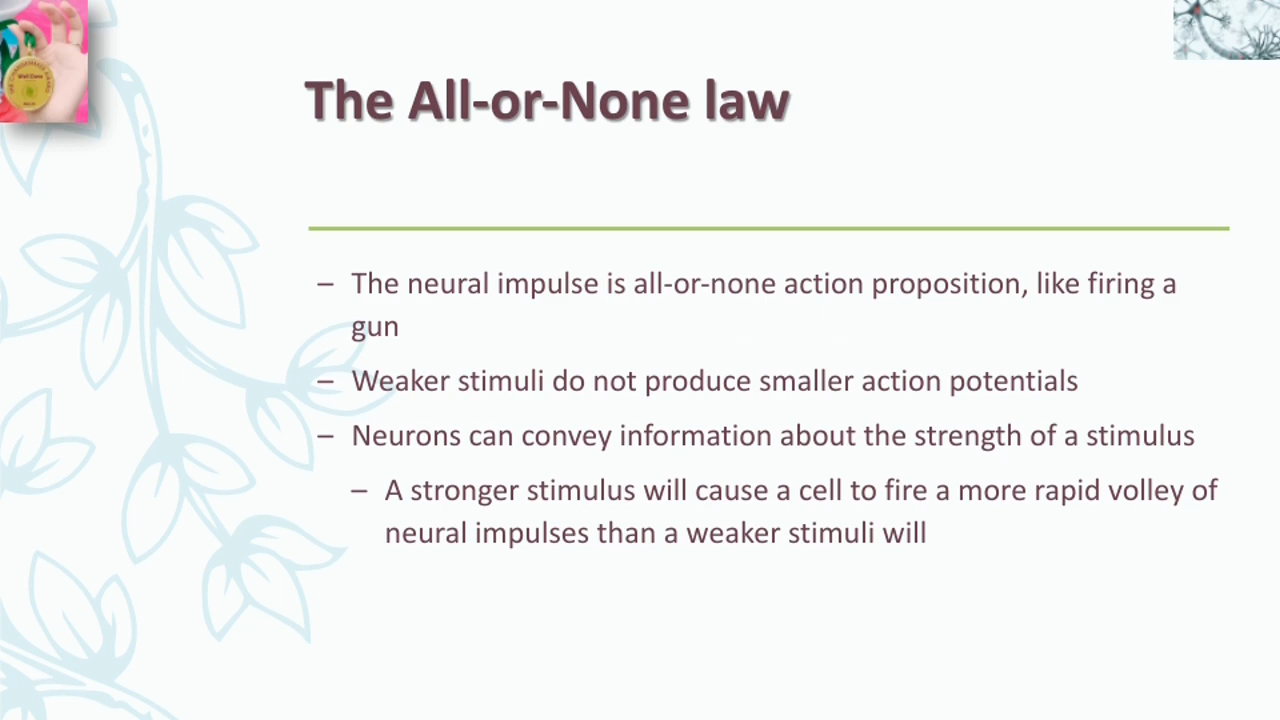 The All-or-None law
– The neural impulse is all-or-none action proposition, like firing a
gun
– Weaker stimuli do not produce smaller action potentials
– Neurons can convey information about the strength of a stimulus
– A stronger stimulus will cause a cell to fire a more rapid volley of
neural impulses than a weaker stimuli will